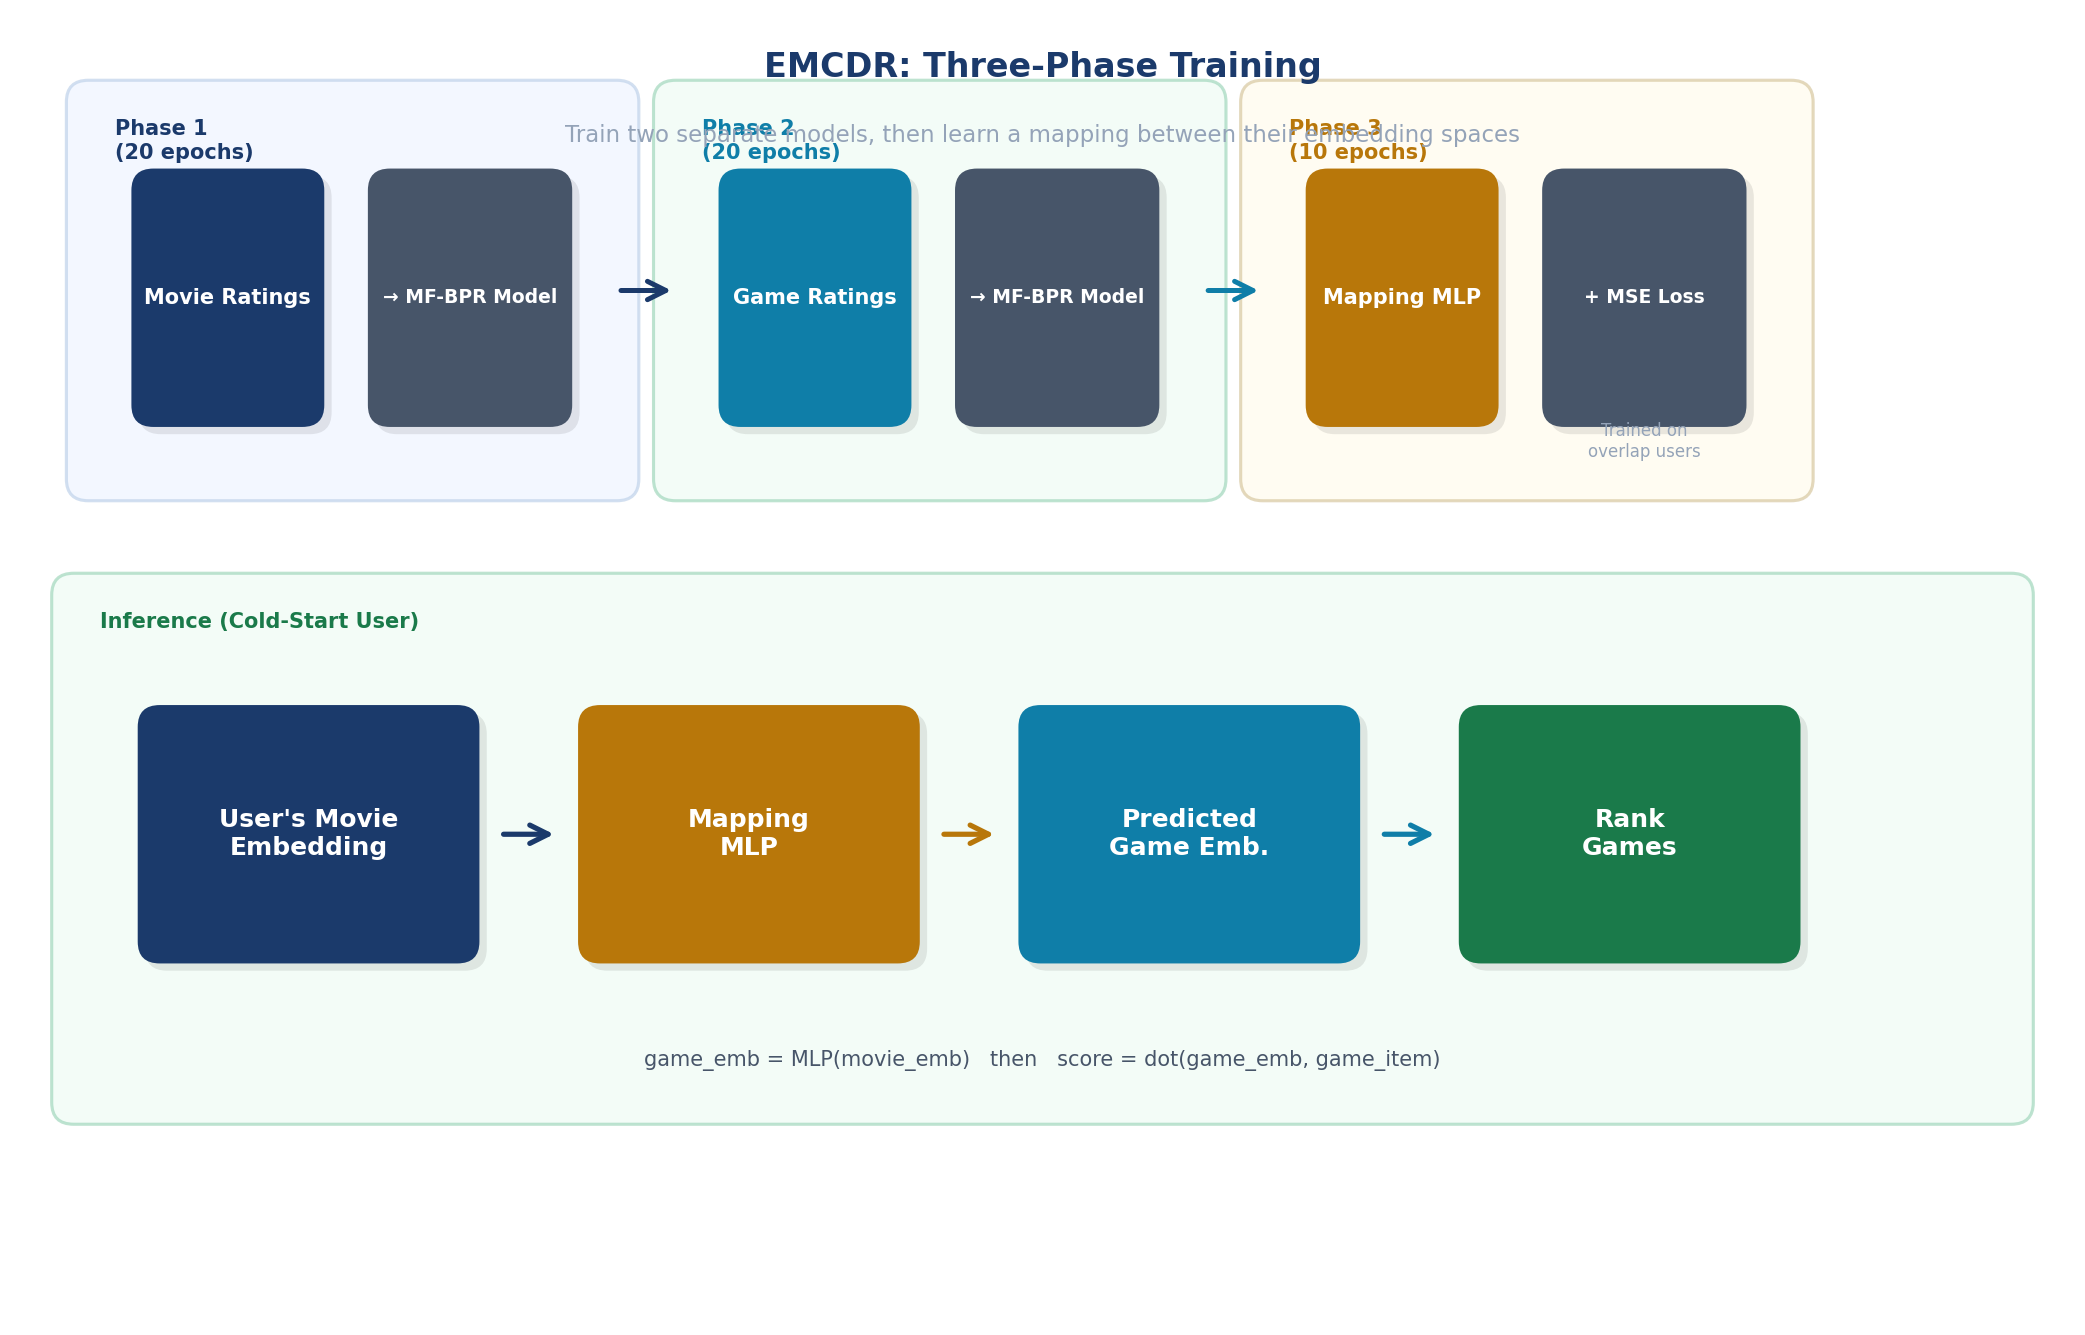 EMCDR: Three-Phase Training
Train two separate models, then learn a mapping between their embedding spaces
Phase 1
(20 epochs)
Movie Ratings
→ MF-BPR Model
Phase 2
(20 epochs)
Game Ratings
→ MF-BPR Model
Phase 3
(10 epochs)
Mapping MLP
+ MSE Loss
Trained on
overlap users
Inference (Cold-Start User)
User's Movie
Embedding
Mapping
MLP
Predicted
Game Emb.
Rank
Games
game_emb = MLP(movie_emb)   then   score = dot(game_emb, game_item)